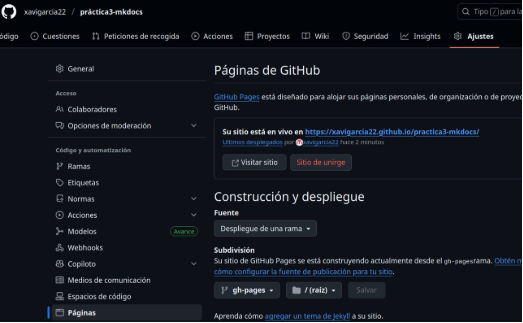 xavigarcia22 / práctica3-mkdocs
Tipo / para la
ódigo Cuestiones Peticiones de recogida Acciones Proyectos Wiki Seguridad Insights Ajustes
General
Acceso
Colaboradores
Opciones de moderación
Código y automatización
Ramas
Etiquetas
Normas
Acciones
Modelos Avance
Webhooks
Copiloto
Medios de comunicación
Espacios de código
Páginas
Páginas de GitHub
GitHub Pages está diseñado para alojar sus páginas personales, de organización o de proyec
GitHub.
Su sitio está en vivo en https://xavigarcia22.github.io/practica3-mkdocs/
Últimos desplegados por xavigarcia22 hace 2 minutos
Visitar sitio Sitio de unirge
Construcción y despliegue
Fuente
Despliegue de una rama
Subdivisión
Su sitio de GitHub Pages se está construyendo actualmente desde el gh-pagesrama. Obtén m
cómo configurar la fuente de publicación para tu sitio.
gh-pages / (raíz) Salvar
Aprenda cómo agregar un tema de Jekyll a su sitio.